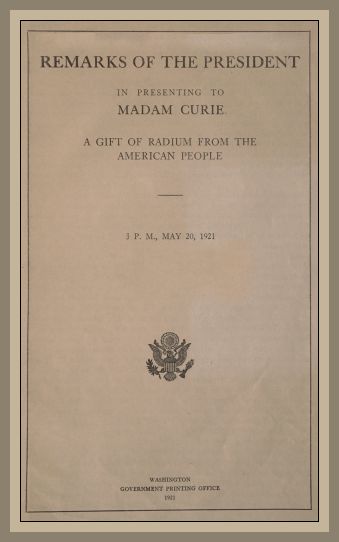 REMARKS OF THE PRESIDENT
IN PRESENTING TO
MADAM CURIE
A GIFT OF RADIUM FROM THE
AMERICAN PEOPLE
3 P. M., MAY 20, 1921
WASHINGTON
GOVERNMENT PRINTING OFFICE
1921